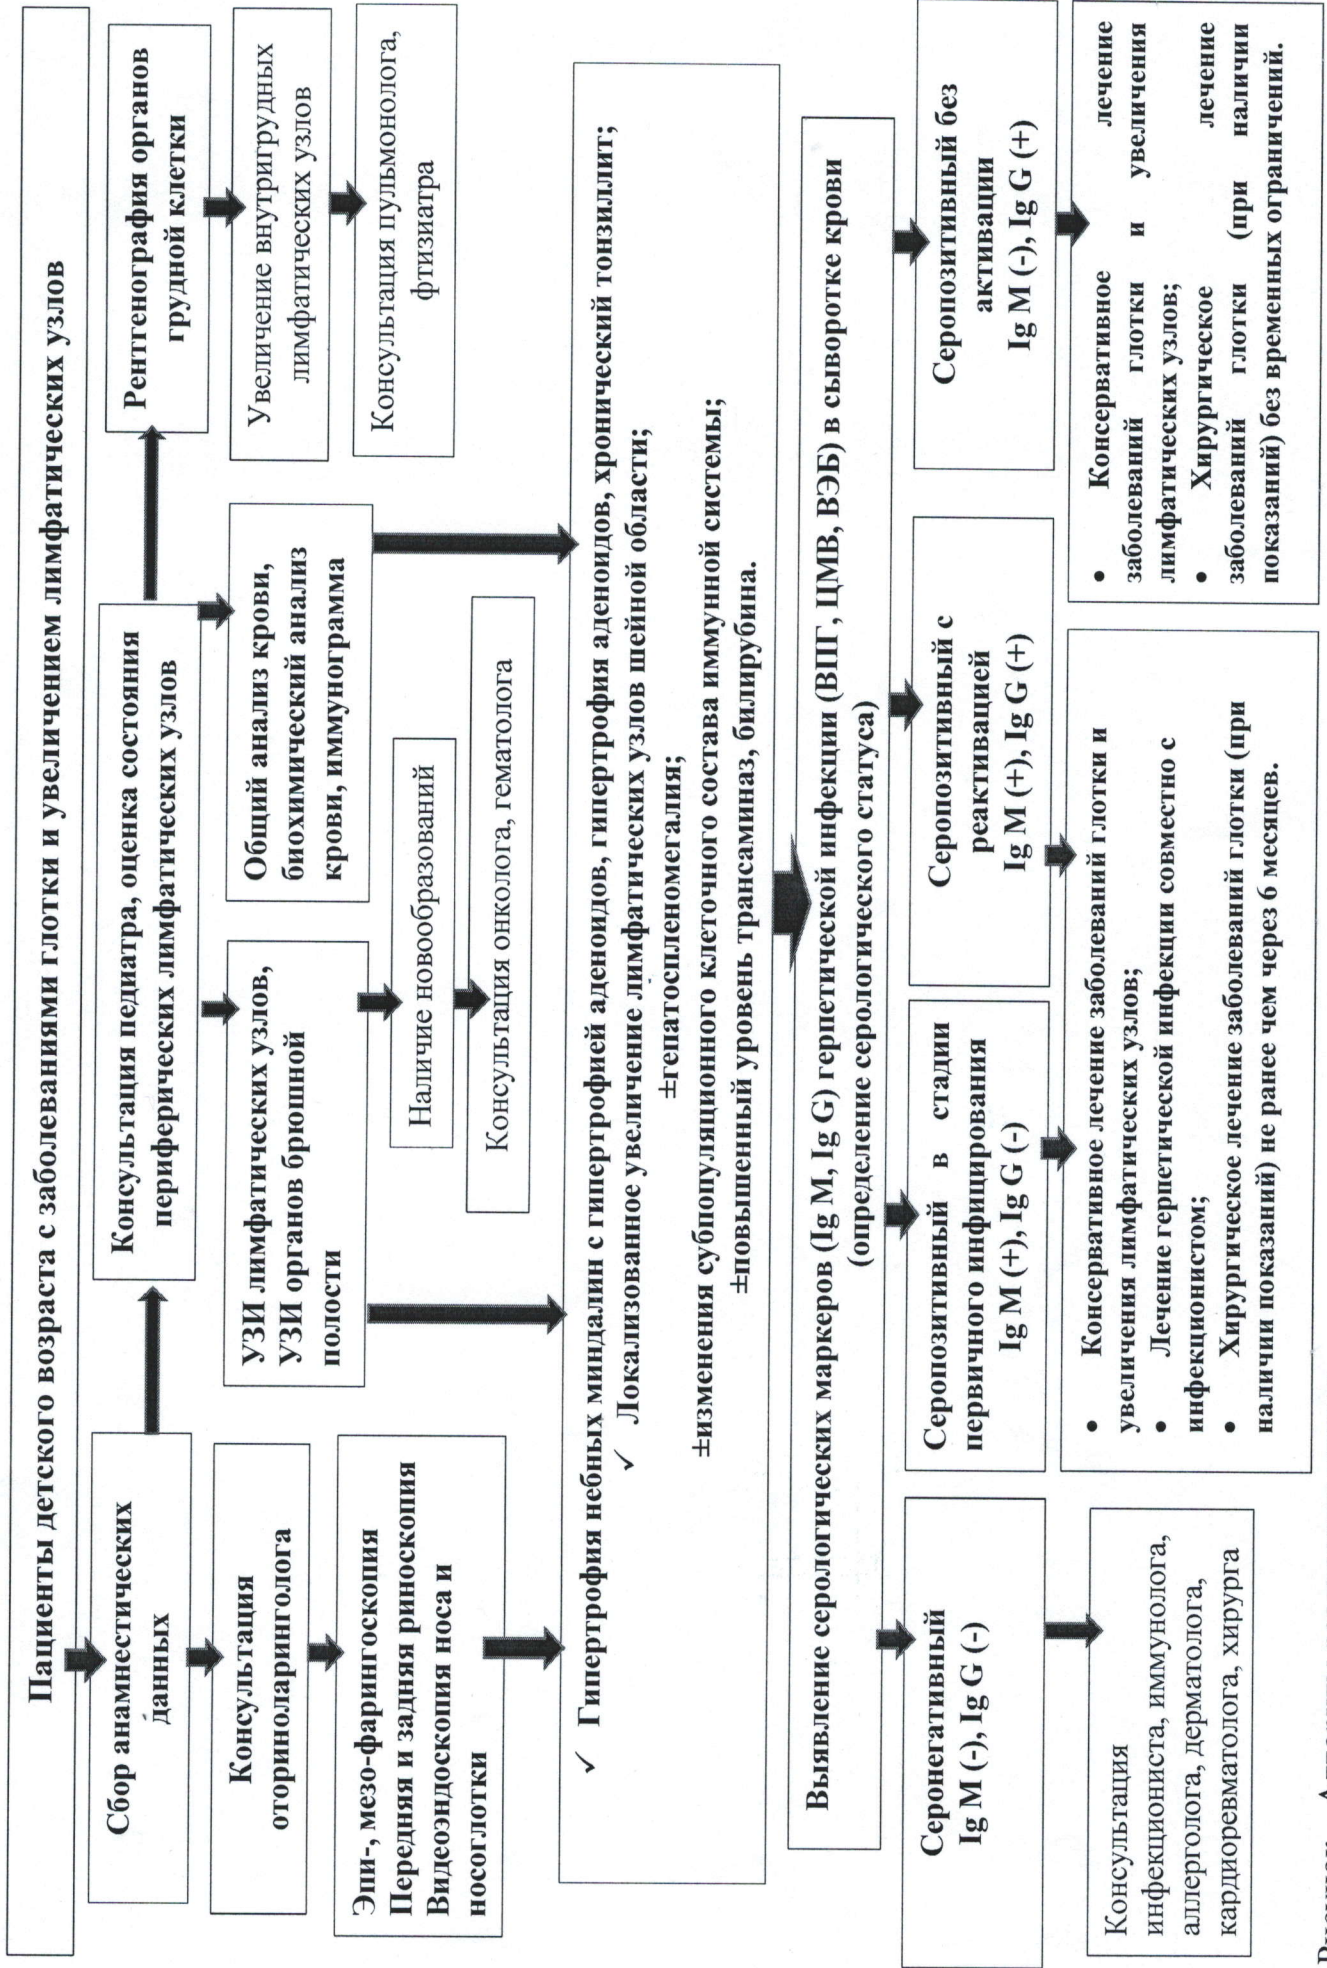 Пациенты детского возраста с заболеваниями глотки и увеличением лимфатических узлов
Сбор анамнестических
данных
Консультация
оториноларинголога
Эпи-, мезо-фарингоскопия
Передняя и задняя риноскопия
Видеоэндоскопия носа и
носоглотки
Консультация педиатра, оценка состояния
периферических лимфатических узлов
УЗИ лимфатических узлов,
УЗИ органов брюшной
полости
Наличие новообразований
Консультация онколога, гематолога
Общий анализ крови,
биохимический анализ
крови, иммунограмма
Рентгенография органов
грудной клетки
Увеличение внутригрудных
лимфатических узлов
Консультация пульмонолога,
фтизиатра
✓ Гипертрофия небных миндалин с гипертрофией аденоидов, гипертрофия аденоидов, хронический тонзиллит;
✓ Локализованное увеличение лимфатических узлов шейной области;
±гепатоспленомегалия;
±изменения субпопуляционного клеточного состава иммунной системы;
±повышенный уровень трансаминаз, билирубина.
Выявление серологических маркеров (Ig M, Ig G) герпетической инфекции (ВПГ, ЦМВ, ВЭБ) в сыворотке крови
(определение серологического статуса)
Серонегативный
Ig M (-), Ig G (-)
Консультация
инфекциониста, иммунолога,
аллерголога, дерматолога,
кардиоревматолога, хирурга
Серопозитивный в стадии
первичного инфицирования
Ig M (+), Ig G (-)
Серопозитивный с
реактивацией
Ig M (+), Ig G (+)
• Консервативное лечение заболеваний глотки и
увеличения лимфатических узлов;
• Лечение герпетической инфекции совместно с
инфекционистом;
• Хирургическое лечение заболеваний глотки (при
наличии показаний) не ранее чем через 6 месяцев.
Серопозитивный без
активации
Ig M (-), Ig G (+)
• Консервативное лечение
заболеваний глотки и увеличения
лимфатических узлов;
• Хирургическое лечение
заболеваний глотки (при наличии
показаний) без временных ограничений.